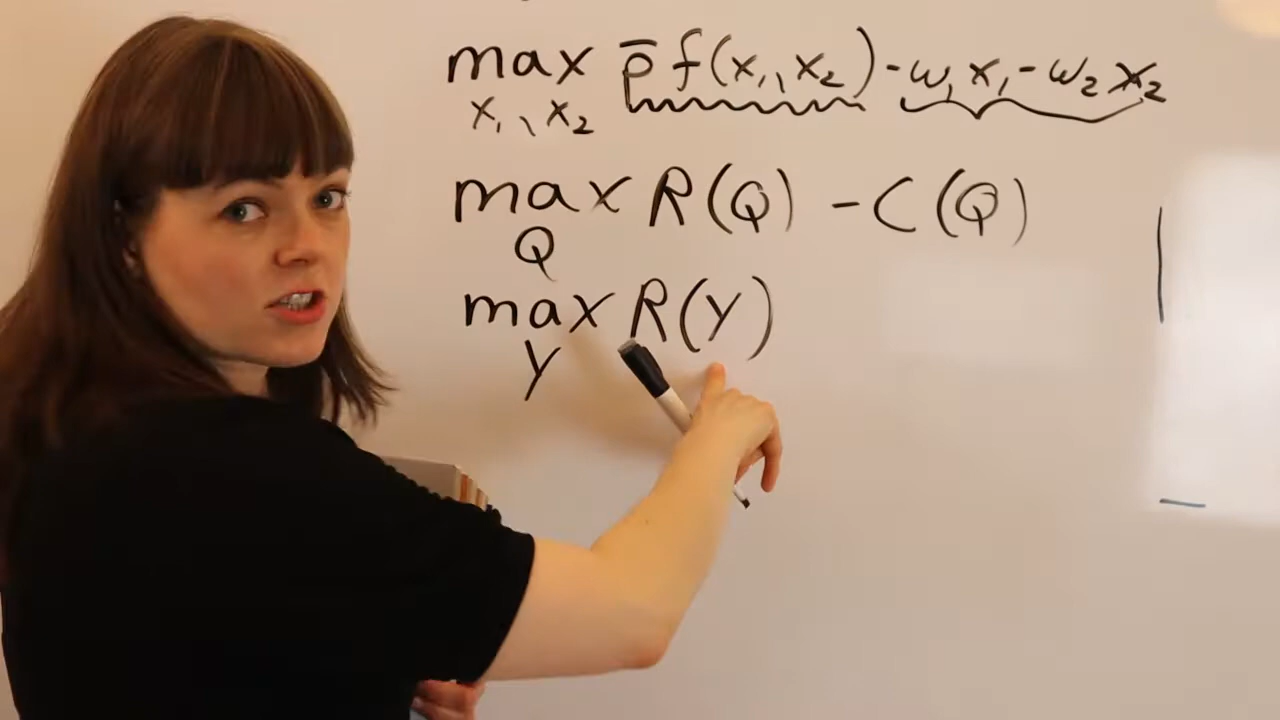 max p̄ f(x₁, x₂) - w₁x₁ - w₂x₂
x₁, x₂
max R(Q) - C(Q)
Q
max R(y)
y